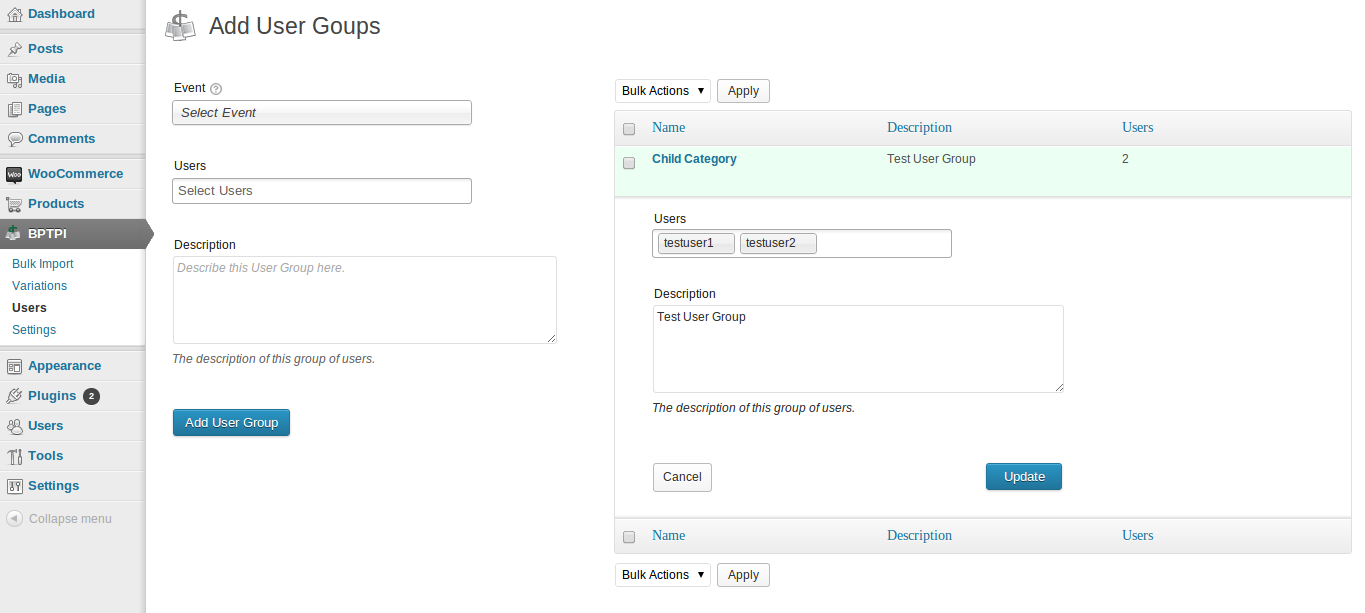 Dashboard
Posts
Media
Pages
Comments
WooCommerce
Products
BPTPI
Bulk Import
Variations
Users
Settings
Appearance
Plugins 2
Users
Tools
Settings
Collapse menu
Add User Goups
Event ?
Select Event
Users
Select Users
Description
Describe this User Group here.
The description of this group of users.
Add User Group
Bulk Actions Apply
Name Description Users
Child Category Test User Group 2
Users
testuser1 testuser2
Description
Test User Group
The description of this group of users.
Cancel Update
Name Description Users
Bulk Actions Apply